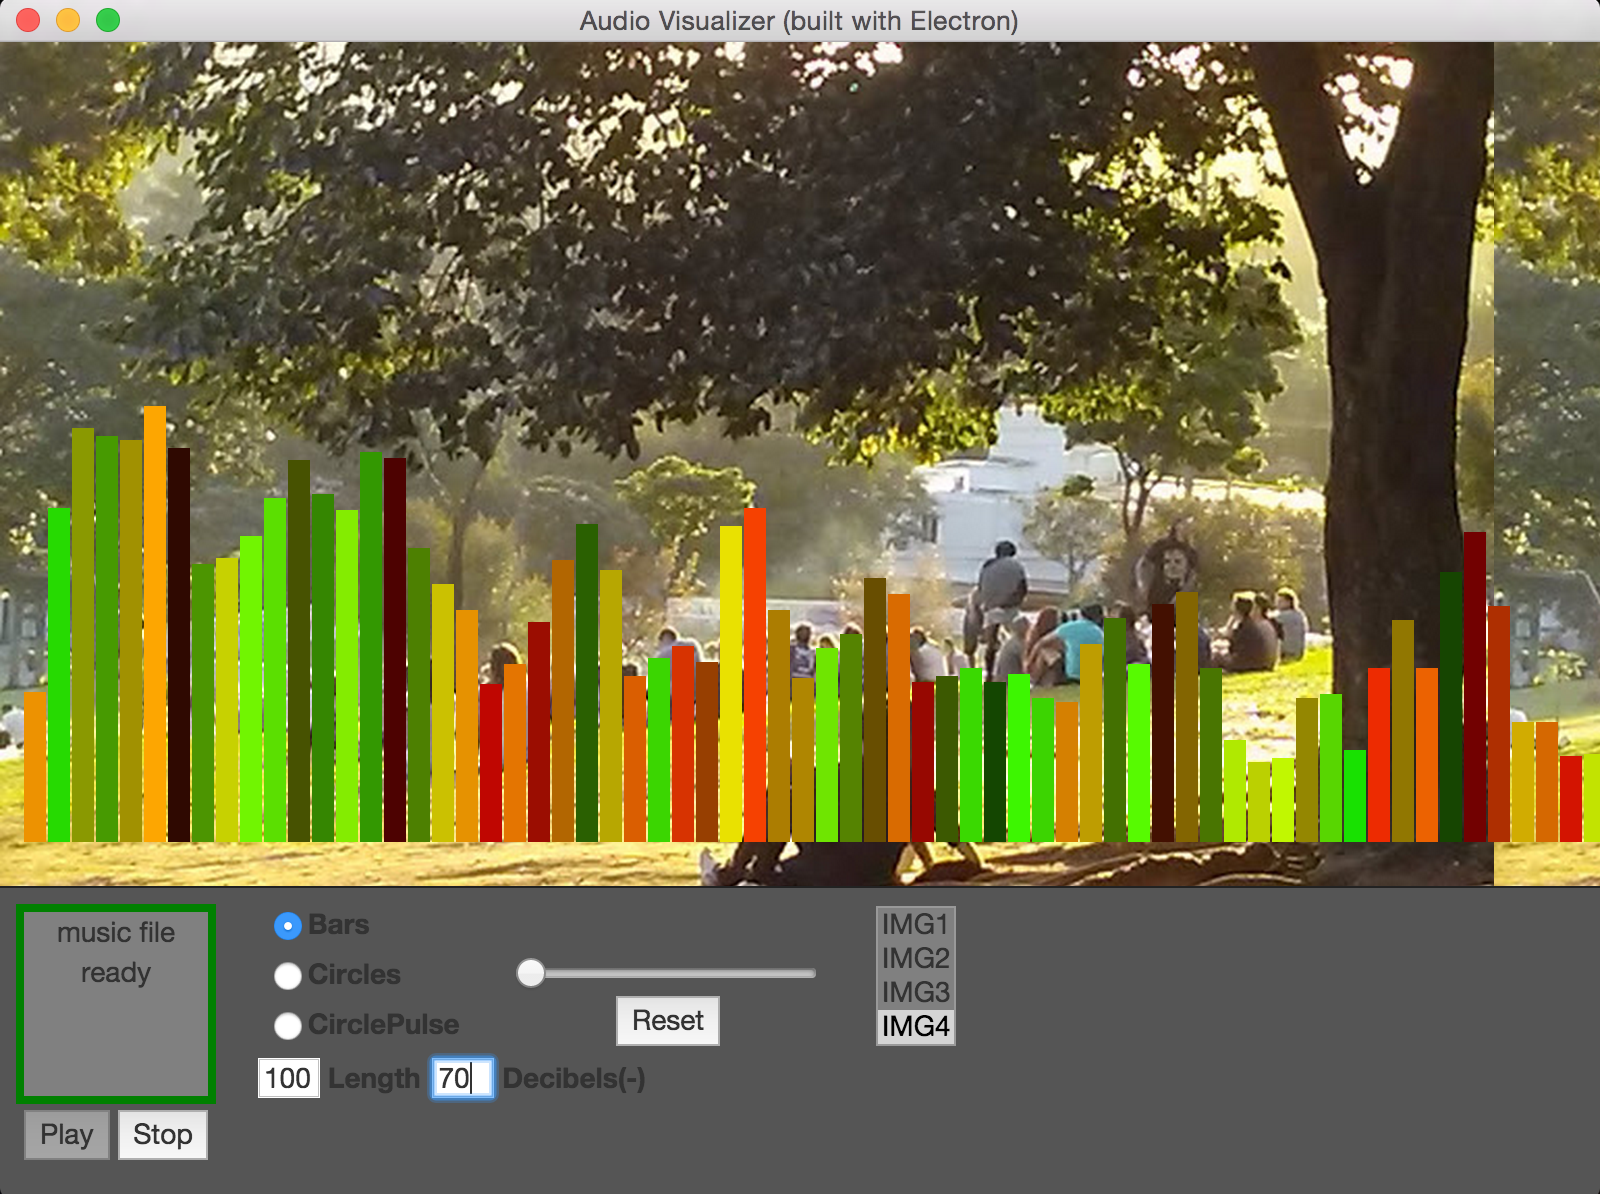 Audio Visualizer (built with Electron)
music file
ready
Play
Stop
Bars
Circles
CirclePulse
100 Length 70 Decibels(-)
Reset
IMG1
IMG2
IMG3
IMG4